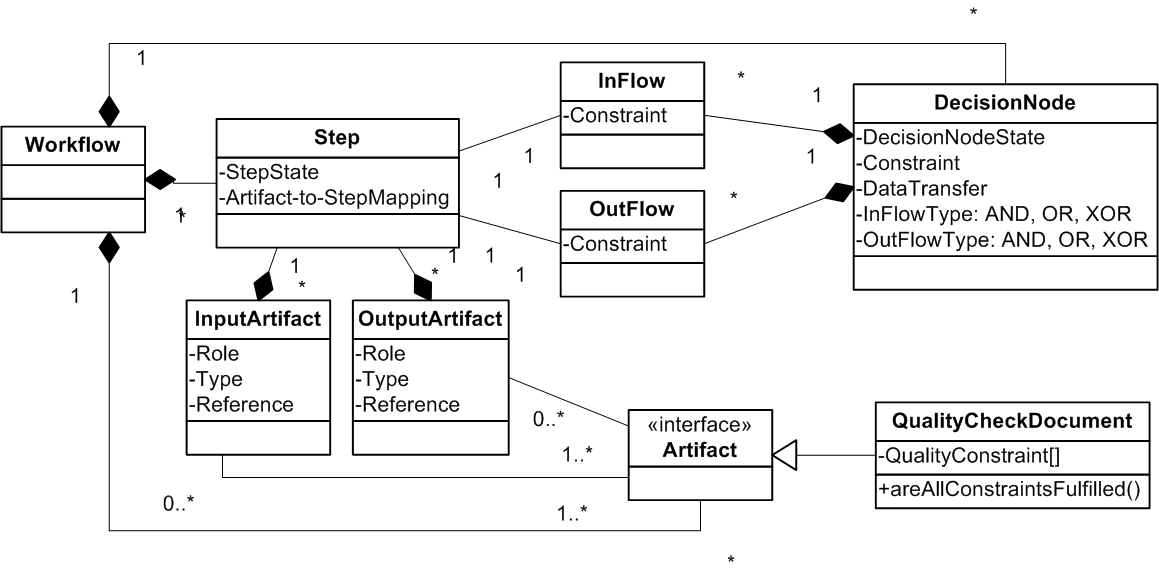 *
1
InFlow
-Constraint
*
1
DecisionNode
-DecisionNodeState
-Constraint
-DataTransfer
-InFlowType: AND, OR, XOR
-OutFlowType: AND, OR, XOR
Workflow
1
*
Step
-StepState
-Artifact-to-StepMapping
1
1
1
*
OutFlow
-Constraint
1
1
*
1
*
1
1
InputArtifact
-Role
-Type
-Reference
OutputArtifact
-Role
-Type
-Reference
0..*
1..*
«interface»
Artifact
QualityCheckDocument
-QualityConstraint[]
+areAllConstraintsFulfilled()
0..*
1..*
*